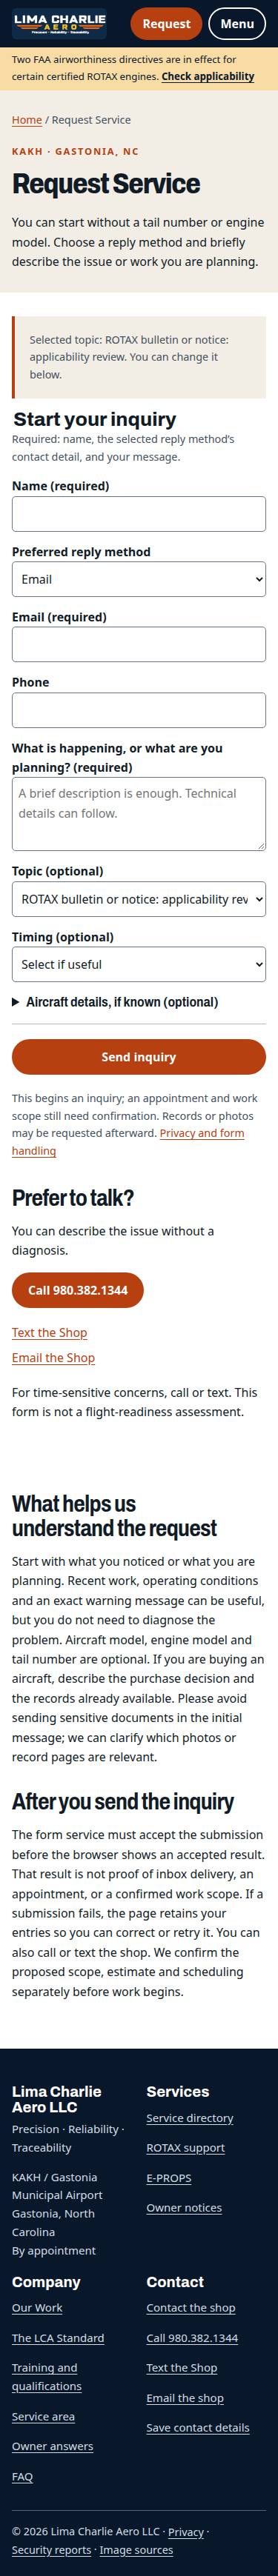 LIMA CHARLIE
AERO
Precision · Reliability · Traceability
Request
Menu
Two FAA airworthiness directives are in effect for
certain certified ROTAX engines. Check applicability
Home / Request Service
KAKH · GASTONIA, NC
Request Service
You can start without a tail number or engine
model. Choose a reply method and briefly
describe the issue or work you are planning.
Selected topic: ROTAX bulletin or notice:
applicability review. You can change it
below.
Start your inquiry
Required: name, the selected reply method's
contact detail, and your message.
Name (required)
Preferred reply method
Email
Email (required)
Phone
What is happening, or what are you
planning? (required)
A brief description is enough. Technical
details can follow.
Topic (optional)
ROTAX bulletin or notice: applicability rev
Timing (optional)
Select if useful
Aircraft details, if known (optional)
Send inquiry
This begins an inquiry; an appointment and work
scope still need confirmation. Records or photos
may be requested afterward. Privacy and form
handling
Prefer to talk?
You can describe the issue without a
diagnosis.
Call 980.382.1344
Text the Shop
Email the Shop
For time-sensitive concerns, call or text. This
form is not a flight-readiness assessment.
What helps us
understand the request
Start with what you noticed or what you are
planning. Recent work, operating conditions
and an exact warning message can be useful,
but you do not need to diagnose the
problem. Aircraft model, engine model and
tail number are optional. If you are buying an
aircraft, describe the purchase decision and
the records already available. Please avoid
sending sensitive documents in the initial
message; we can clarify which photos or
record pages are relevant.
After you send the inquiry
The form service must accept the submission
before the browser shows an accepted result.
That result is not proof of inbox delivery, an
appointment, or a confirmed work scope. If a
submission fails, the page retains your
entries so you can correct or retry it. You can
also call or text the shop. We confirm the
proposed scope, estimate and scheduling
separately before work begins.
Lima Charlie
Aero LLC
Precision · Reliability ·
Traceability
KAKH / Gastonia
Municipal Airport
Gastonia, North
Carolina
By appointment
Services
Service directory
ROTAX support
E-PROPS
Owner notices
Company
Our Work
The LCA Standard
Training and
qualifications
Service area
Owner answers
FAQ
Contact
Contact the shop
Call 980.382.1344
Text the Shop
Email the shop
Save contact details
© 2026 Lima Charlie Aero LLC · Privacy ·
Security reports · Image sources